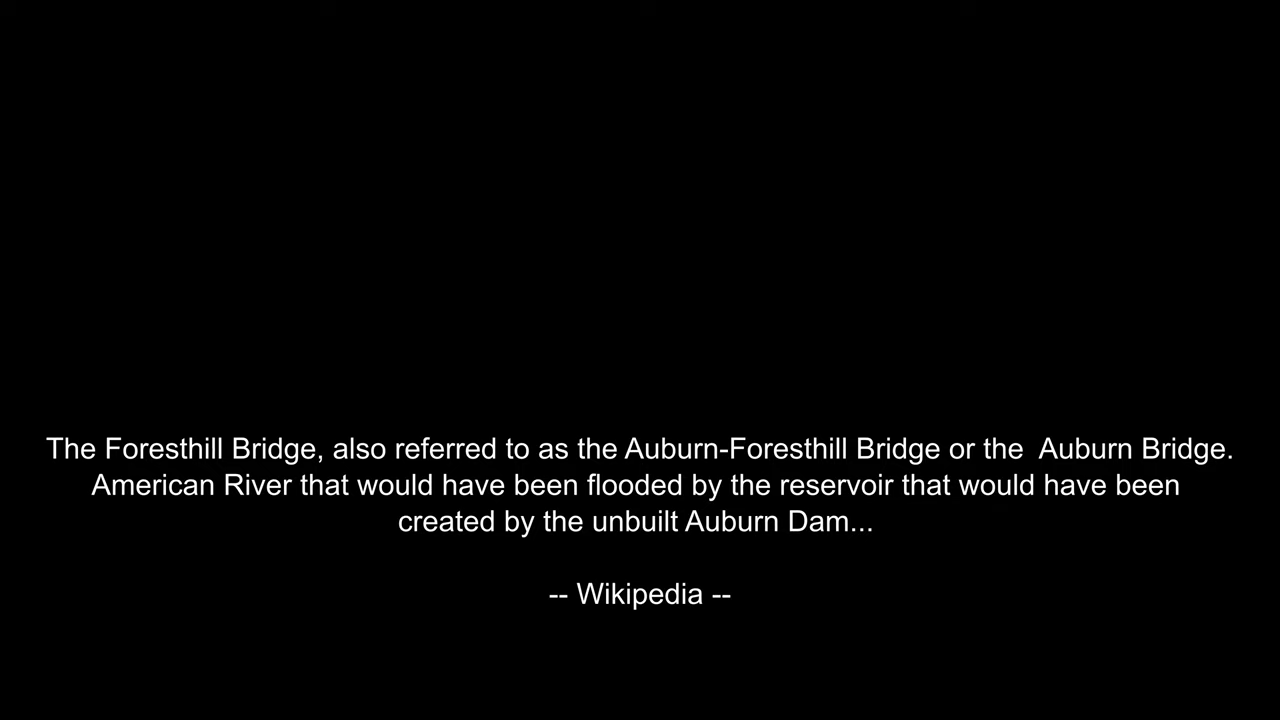 The Foresthill Bridge, also referred to as the Auburn-Foresthill Bridge or the  Auburn Bridge.
American River that would have been flooded by the reservoir that would have been
created by the unbuilt Auburn Dam...
-- Wikipedia --